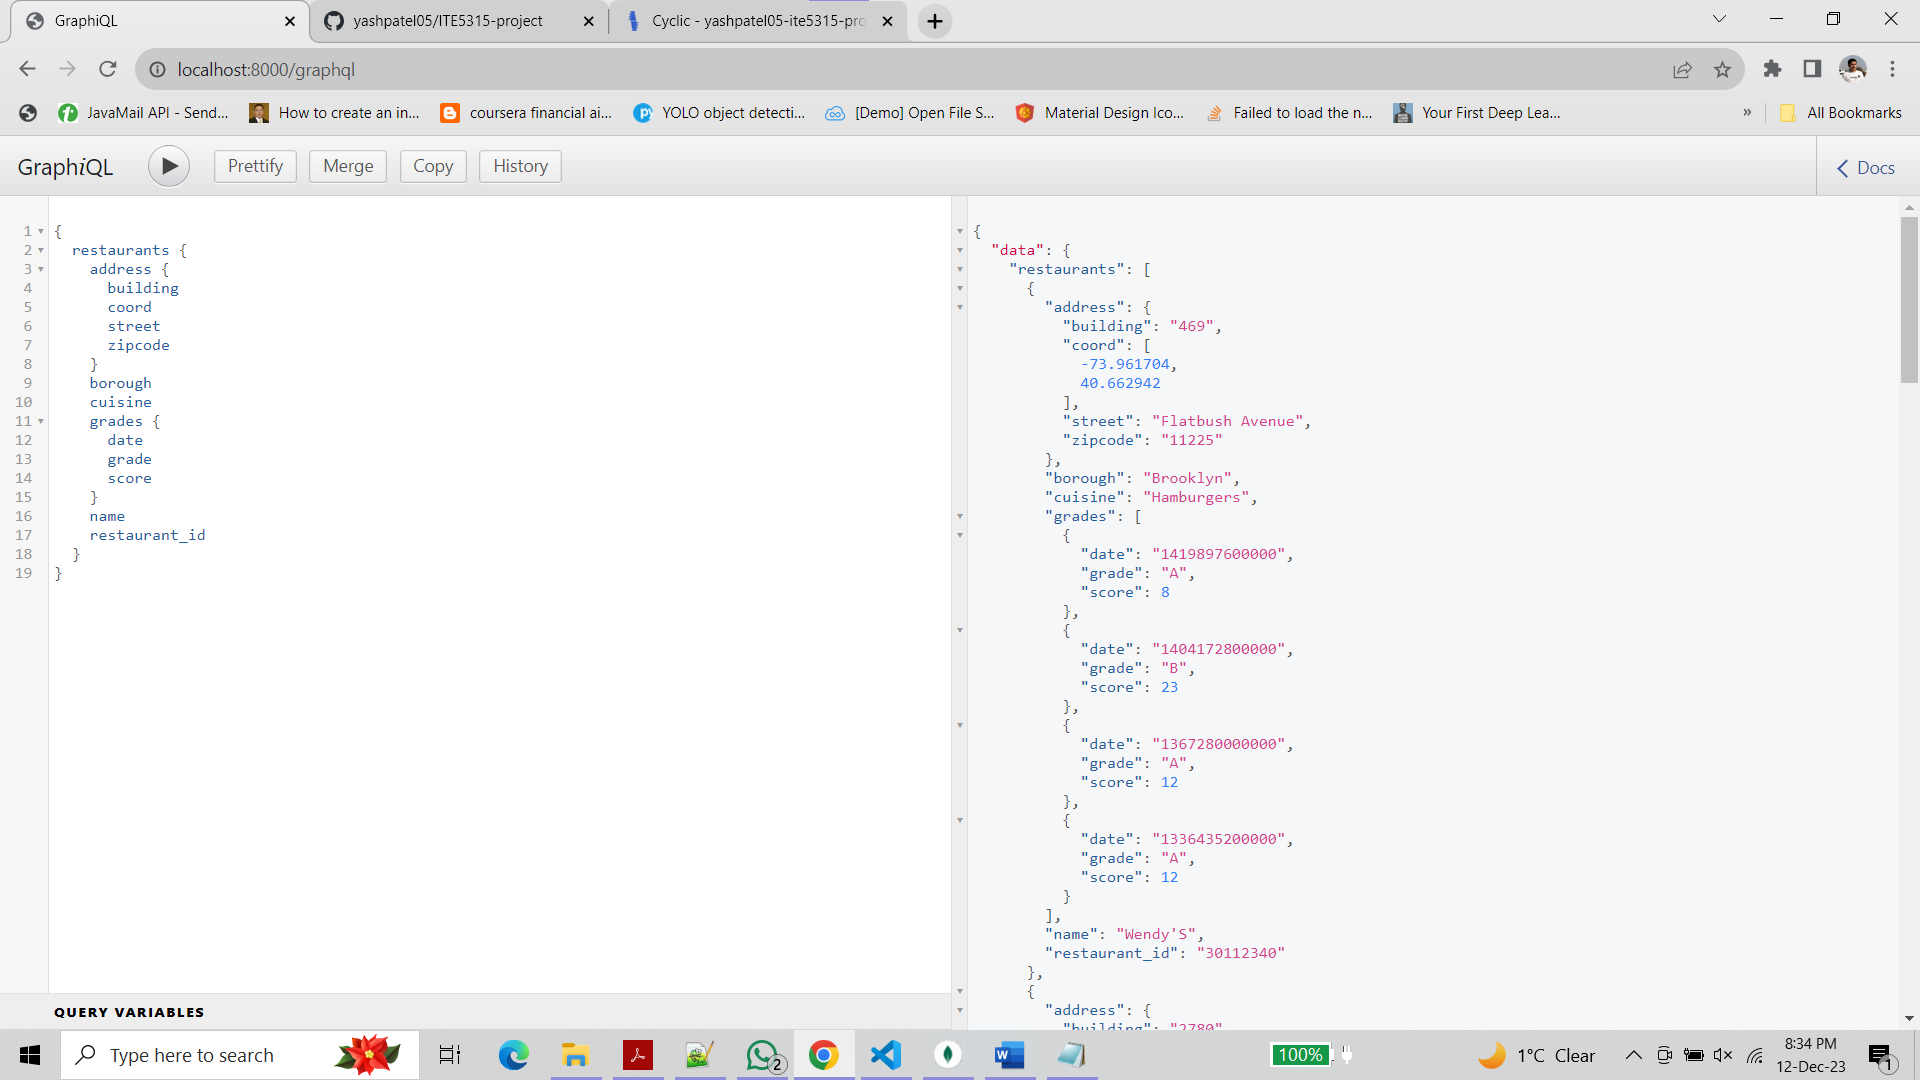 GraphiQL
yashpatel05/ITE5315-project
Cyclic - yashpatel05-ite5315-pro
localhost:8000/graphql
JavaMail API - Send...
How to create an in...
coursera financial ai...
YOLO object detecti...
[Demo] Open File S...
Material Design Ico...
Failed to load the n...
Your First Deep Lea...
»
All Bookmarks
GraphiQL
Prettify
Merge
Copy
History
Docs
1 {
2 restaurants {
3 address {
4 building
5 coord
6 street
7 zipcode
8 }
9 borough
10 cuisine
11 grades {
12 date
13 grade
14 score
15 }
16 name
17 restaurant_id
18 }
19 }
QUERY VARIABLES
{
"data": {
"restaurants": [
{
"address": {
"building": "469",
"coord": [
-73.961704,
40.662942
],
"street": "Flatbush Avenue",
"zipcode": "11225"
},
"borough": "Brooklyn",
"cuisine": "Hamburgers",
"grades": [
{
"date": "1419897600000",
"grade": "A",
"score": 8
},
{
"date": "1404172800000",
"grade": "B",
"score": 23
},
{
"date": "1367280000000",
"grade": "A",
"score": 12
},
{
"date": "1336435200000",
"grade": "A",
"score": 12
}
],
"name": "Wendy'S",
"restaurant_id": "30112340"
},
{
"address": {
"building": "2780"
Type here to search
2
100%
1°C Clear
8:34 PM
12-Dec-23
1